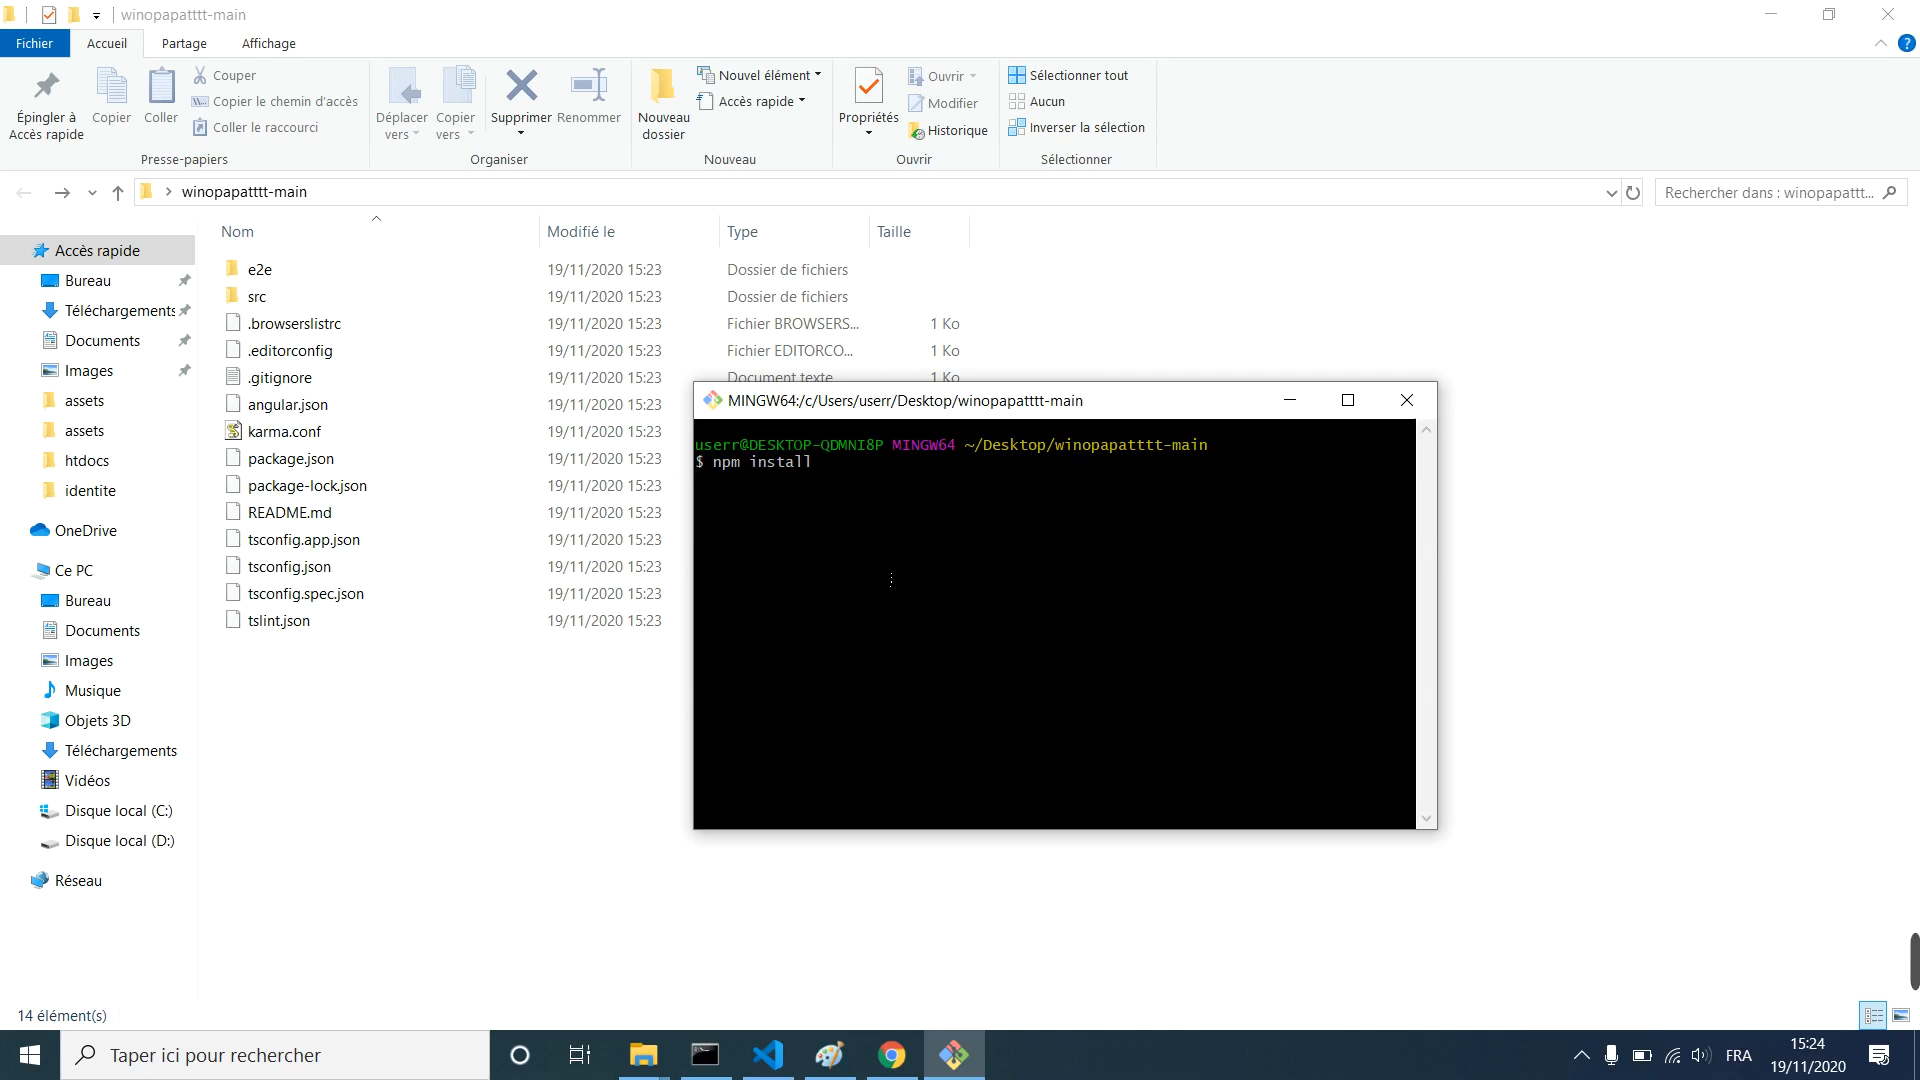 winopapatttt-main
Fichier
Accueil
Partage
Affichage
Épingler à
Accès rapide
Copier
Coller
Couper
Copier le chemin d'accès
Coller le raccourci
Presse-papiers
Déplacer
vers
Copier
vers
Supprimer
Renommer
Organiser
Nouveau
dossier
Nouvel élément
Accès rapide
Nouveau
Propriétés
Ouvrir
Modifier
Historique
Ouvrir
Sélectionner tout
Aucun
Inverser la sélection
Sélectionner
winopapatttt-main
Rechercher dans : winopapattt...
Nom
Modifié le
Type
Taille
Accès rapide
Bureau
Téléchargements
Documents
Images
assets
assets
htdocs
identite
OneDrive
Ce PC
Bureau
Documents
Images
Musique
Objets 3D
Téléchargements
Vidéos
Disque local (C:)
Disque local (D:)
Réseau
e2e 19/11/2020 15:23 Dossier de fichiers
src 19/11/2020 15:23 Dossier de fichiers
.browserslistrc 19/11/2020 15:23 Fichier BROWSERS... 1 Ko
.editorconfig 19/11/2020 15:23 Fichier EDITORCO... 1 Ko
.gitignore 19/11/2020 15:23 Document texte 1 Ko
angular.json 19/11/2020 15:23
karma.conf 19/11/2020 15:23
package.json 19/11/2020 15:23
package-lock.json 19/11/2020 15:23
README.md 19/11/2020 15:23
tsconfig.app.json 19/11/2020 15:23
tsconfig.json 19/11/2020 15:23
tsconfig.spec.json 19/11/2020 15:23
tslint.json 19/11/2020 15:23
MINGW64:/c/Users/userr/Desktop/winopapatttt-main
userr@DESKTOP-QDMNI8P MINGW64 ~/Desktop/winopapatttt-main
$ npm install
14 élément(s)
Taper ici pour rechercher
FRA
15:24
19/11/2020